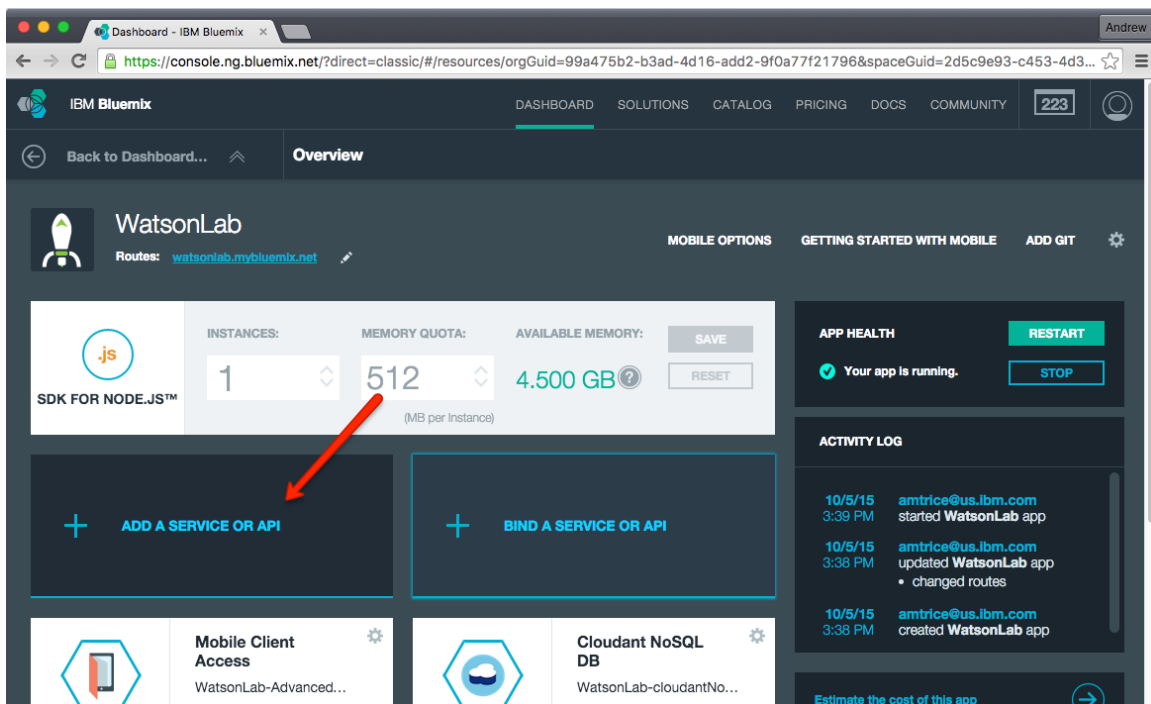 Dashboard - IBM Bluemix
Andrew
https://console.ng.bluemix.net/?direct=classic/#/resources/orgGuid=99a475b2-b3ad-4d16-add2-9f0a77f21796&spaceGuid=2d5c9e93-c453-4d3...
IBM Bluemix
DASHBOARD SOLUTIONS CATALOG PRICING DOCS COMMUNITY 223
Back to Dashboard... Overview
WatsonLab
Routes: watsonlab.mybluemix.net
MOBILE OPTIONS GETTING STARTED WITH MOBILE ADD GIT
.js
SDK FOR NODE.JS™
INSTANCES: MEMORY QUOTA: AVAILABLE MEMORY:
1 512 4.500 GB ?
(MB per Instance)
SAVE
RESET
APP HEALTH RESTART
Your app is running. STOP
+ ADD A SERVICE OR API
+ BIND A SERVICE OR API
ACTIVITY LOG
10/5/15 amtrice@us.ibm.com
3:39 PM started WatsonLab app
10/5/15 amtrice@us.ibm.com
3:38 PM updated WatsonLab app
• changed routes
10/5/15 amtrice@us.ibm.com
3:38 PM created WatsonLab app
Mobile Client
Access
WatsonLab-Advanced...
Cloudant NoSQL
DB
WatsonLab-cloudantNo...
Estimate the cost of this app